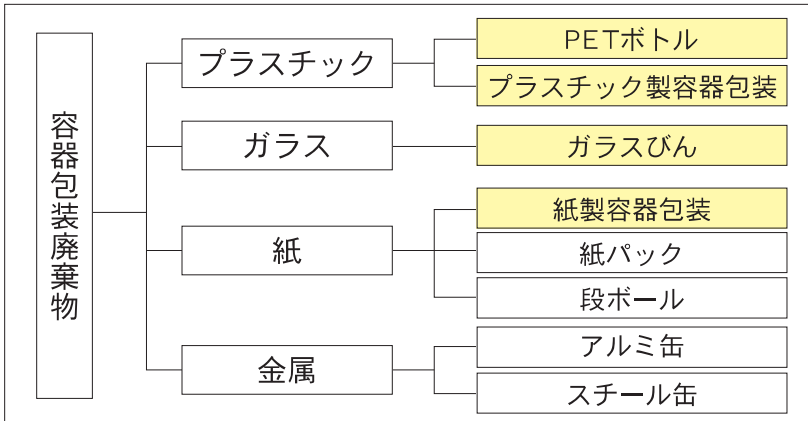 容器包装廃棄物
プラスチック
PETボトル
プラスチック製容器包装
ガラス
ガラスびん
紙
紙製容器包装
紙パック
段ボール
金属
アルミ缶
スチール缶